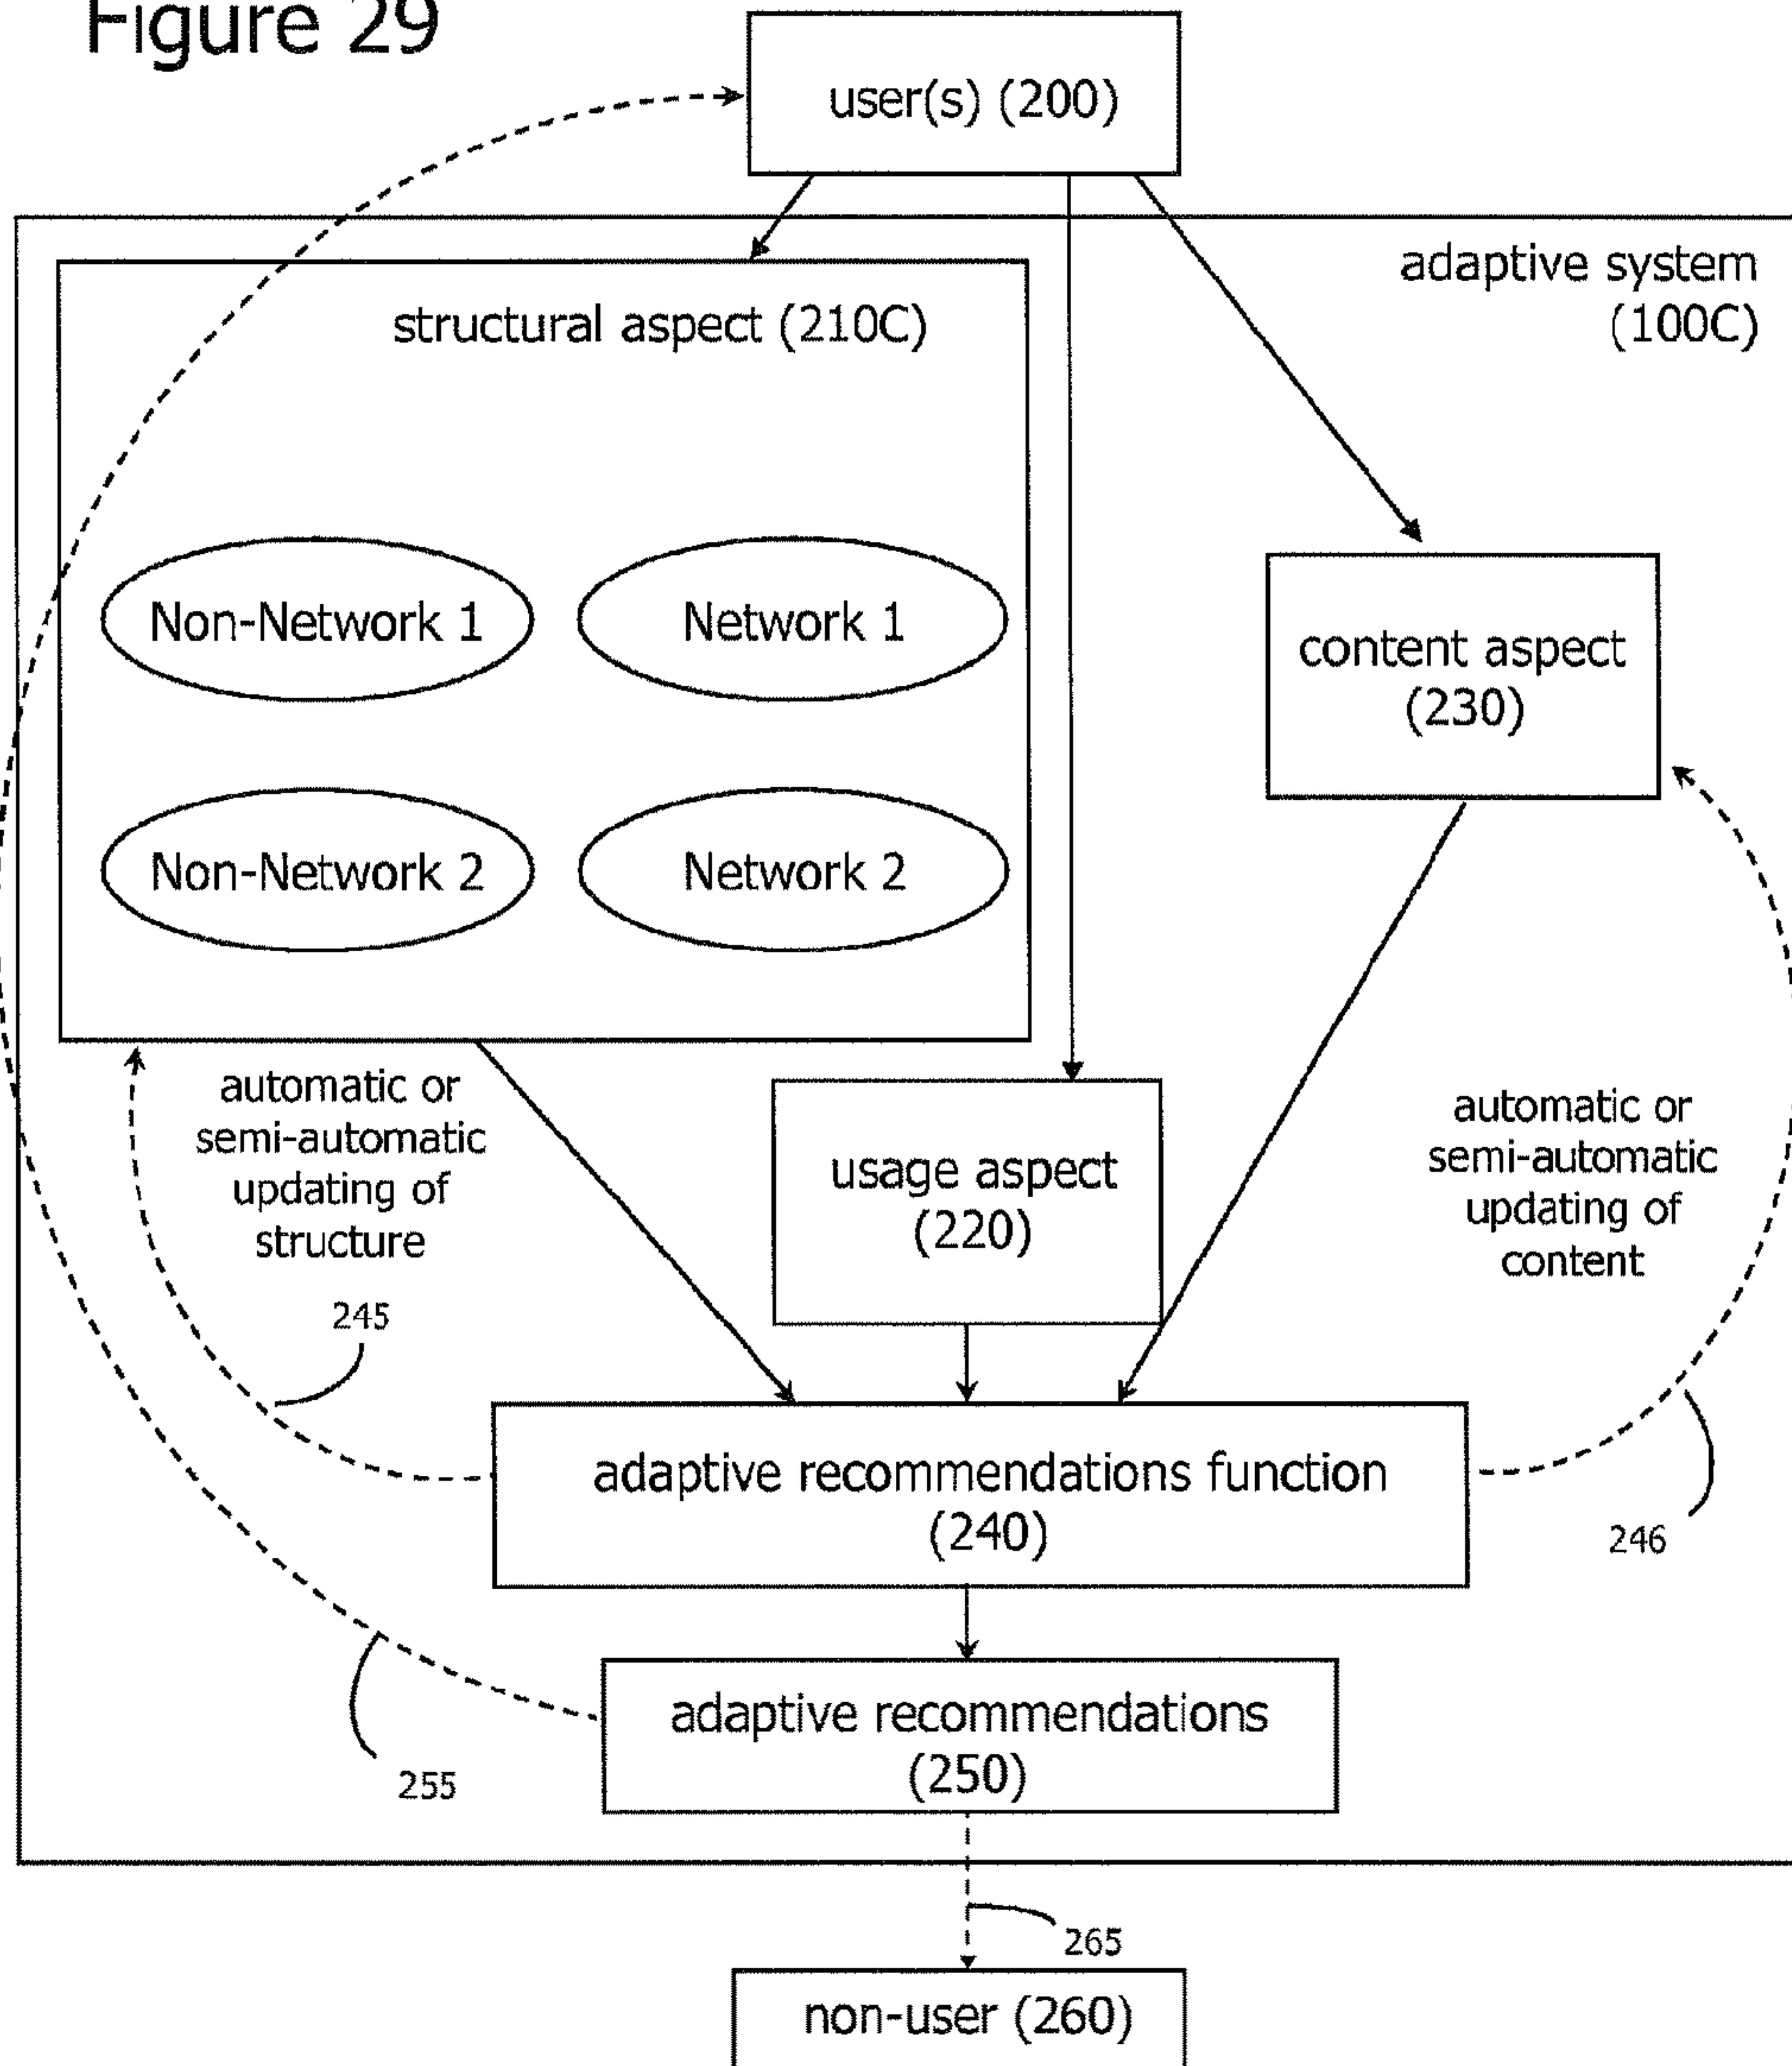 Figure 29
user(s) (200)
adaptive system
(100C)
structural aspect (210C)
Non-Network 1
Network 1
content aspect
(230)
Non-Network 2
Network 2
automatic or
semi-automatic
updating of
structure
automatic or
semi-automatic
updating of
content
usage aspect
(220)
245
adaptive recommendations function
(240)
246
adaptive recommendations
(250)
255
265
non-user (260)